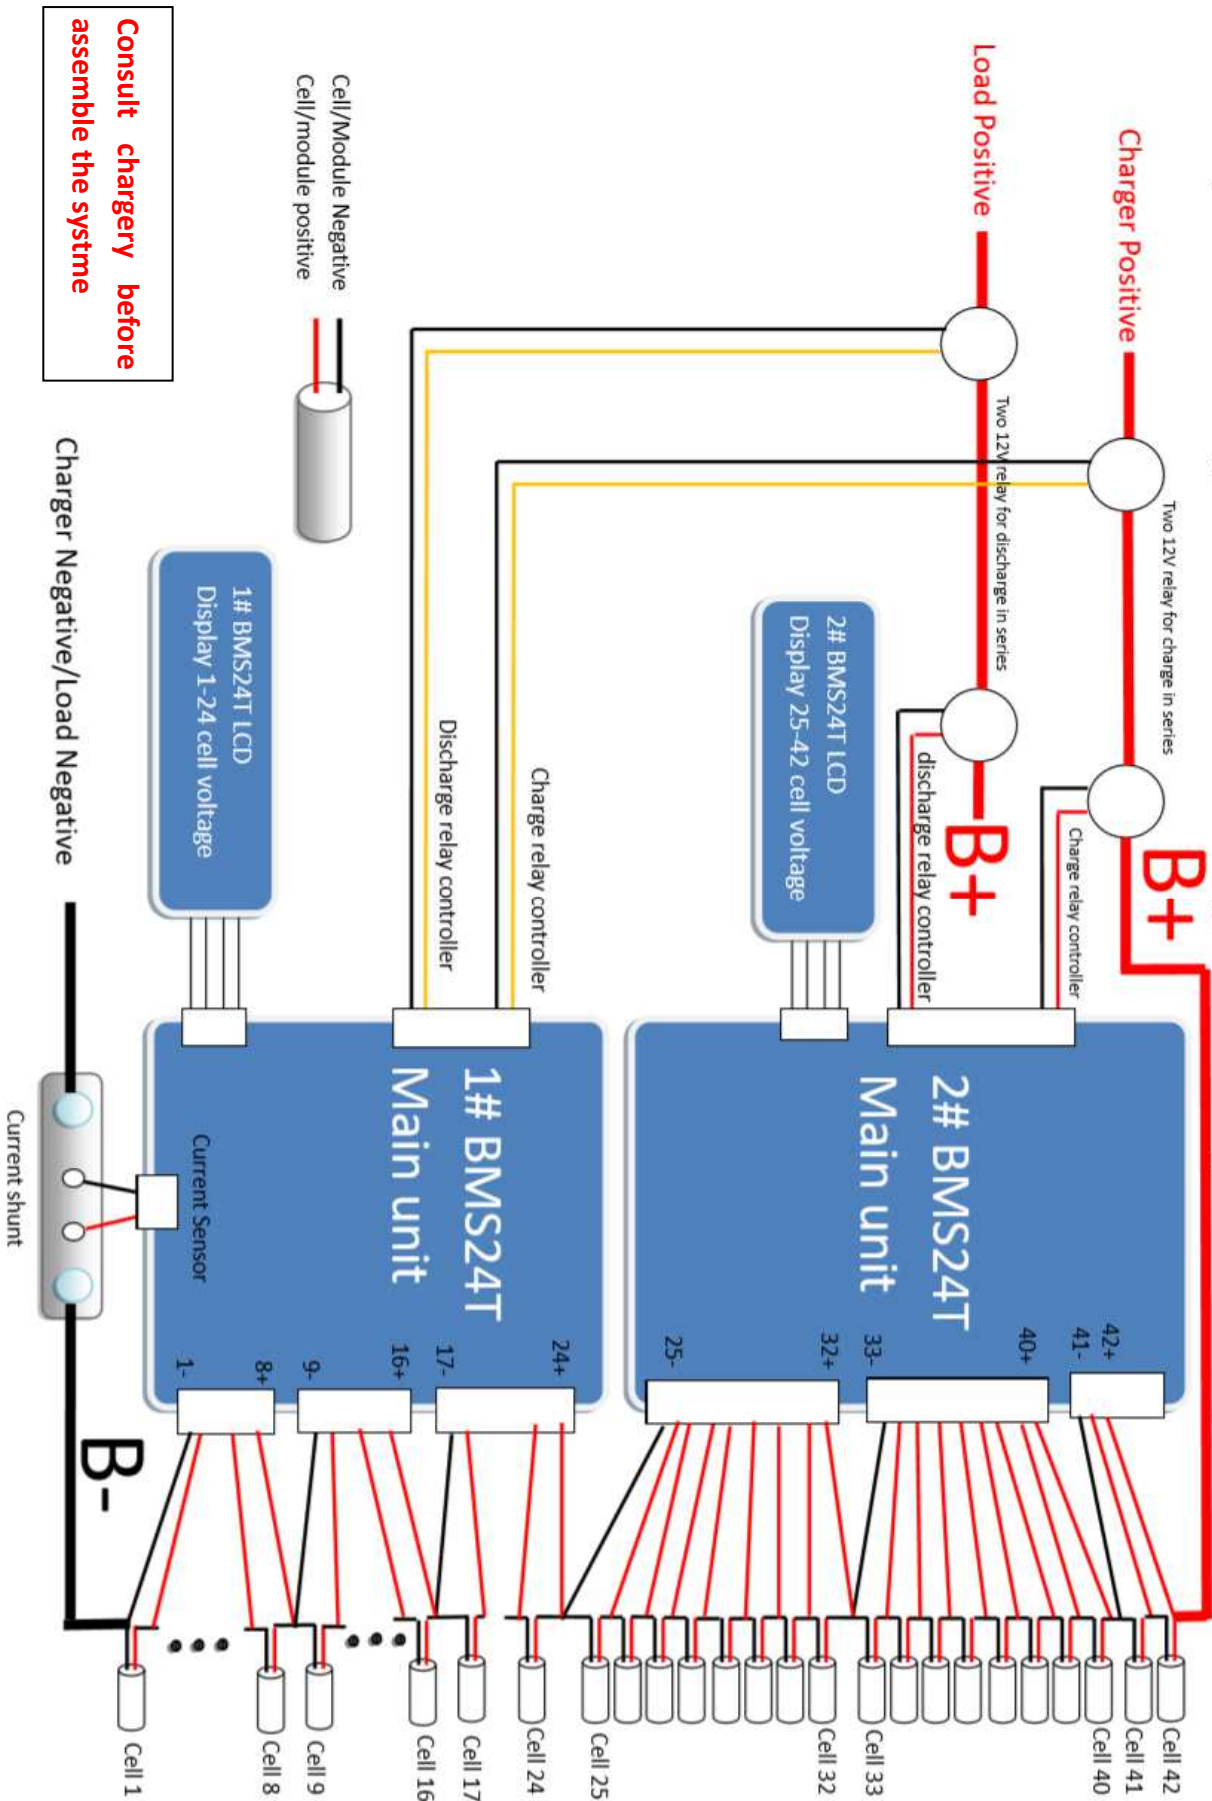 Consult chargery before
assemble the systme
Cell/Module Negative
Cell/module positive
Load Positive
Charger Positive
Two 12V relay for discharge in series
Two 12V relay for charge in series
Charger Negative/Load Negative
1# BMS24T LCD
Display 1-24 cell voltage
2# BMS24T LCD
Display 25-42 cell voltage
Discharge relay controller
Charge relay controller
discharge relay controller
Charge relay controller
B+
B+
1# BMS24T
Main unit
2# BMS24T
Main unit
Current Sensor
Current shunt
B-
1-
8+
9-
16+
17-
24+
25-
32+
33-
40+
41-
42+
Cell 1
Cell 8
Cell 9
Cell 16
Cell 17
Cell 24
Cell 25
Cell 32
Cell 33
Cell 40
Cell 41
Cell 42